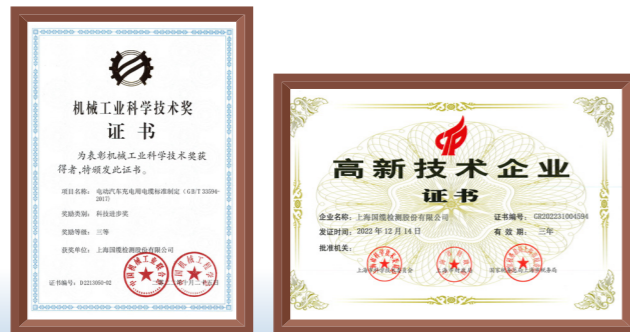 机械工业科学技术奖
证书
为表彰机械工业科学技术奖获
得者,特颁发此证书。
项目名称: 电动汽车充电用电缆标准制定(GB/T 33594-
2017)
奖励类别: 科技进步奖
奖励等级: 三等
获奖单位: 上海国缆检测股份有限公司
证书编号: D2213050-02
高新技术企业
证书
企业名称: 上海国缆检测股份有限公司
证书编号: GR202231004594
发证时间: 2022 年 12 月 14 日
有 效 期: 三年
批准机关: